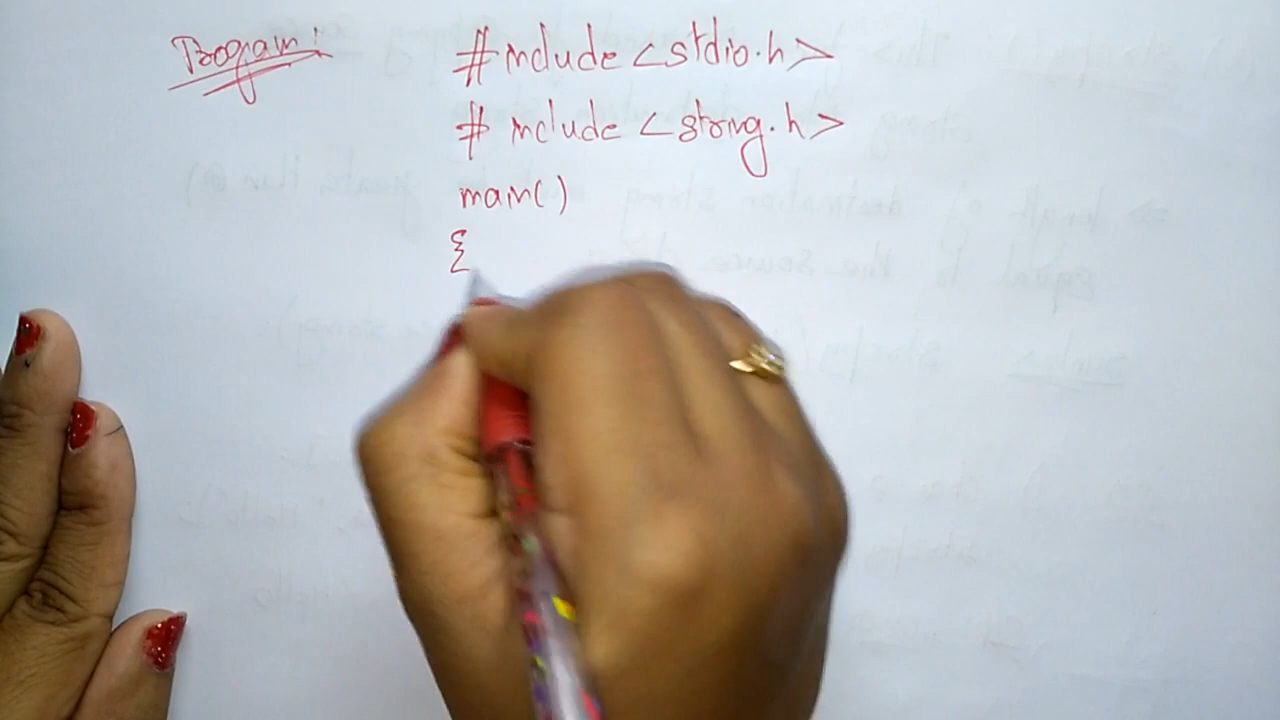 Program:
#include <stdio.h>
# include <string.h>
main()
{